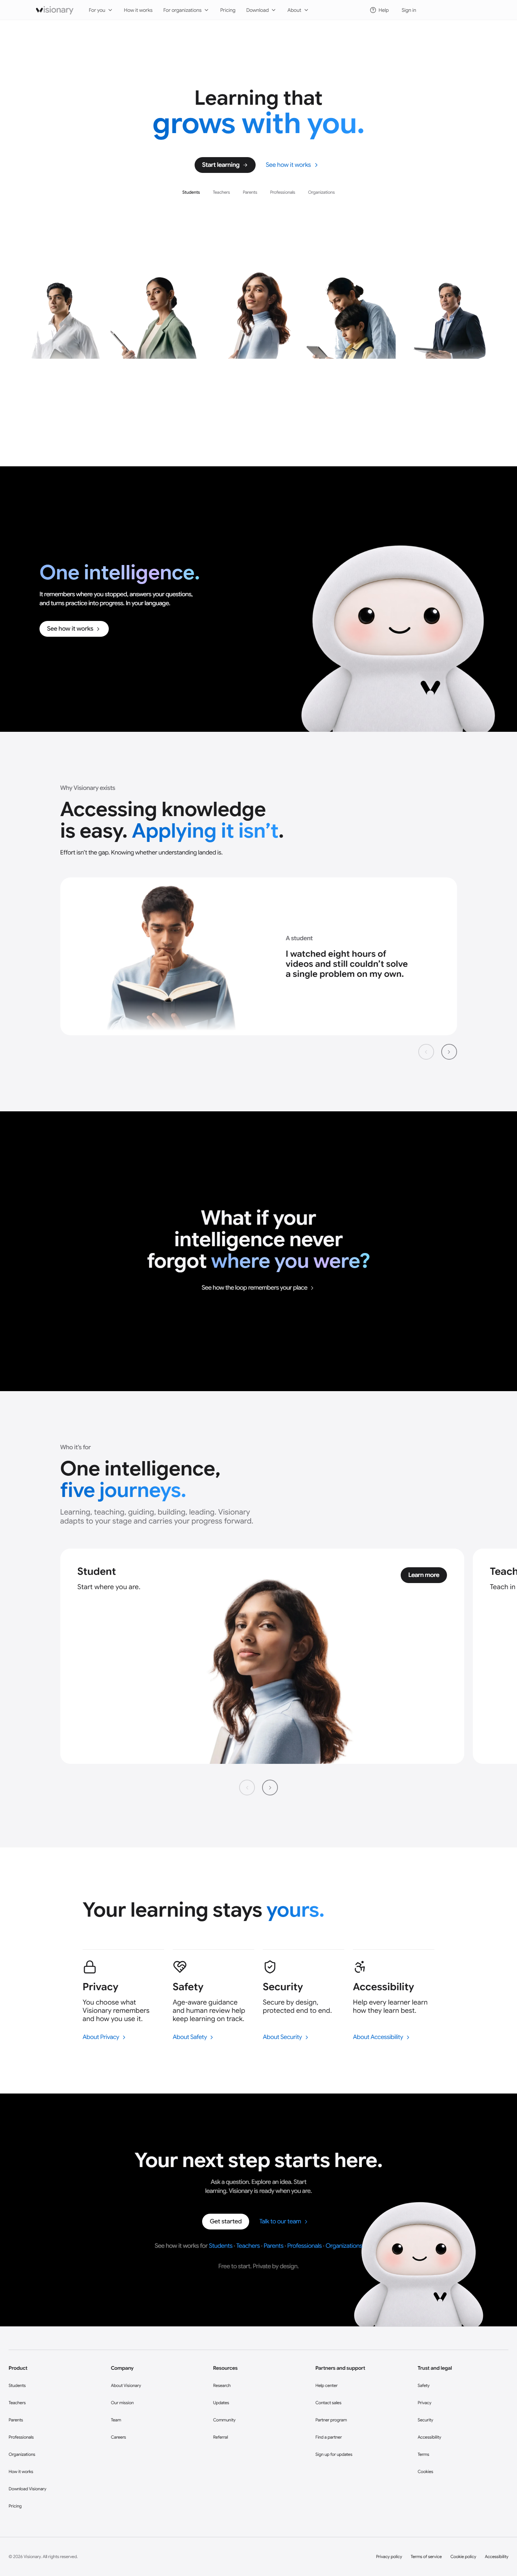 visionary
For you
How it works
For organizations
Pricing
Download
About
Help
Sign in
Learning that
grows with you.
Start learning
See how it works
Students
Teachers
Parents
Professionals
Organizations
One intelligence.
It remembers where you stopped, answers your questions,
and turns practice into progress. In your language.
See how it works
Why Visionary exists
Accessing knowledge
is easy. Applying it isn't.
Effort isn't the gap. Knowing whether understanding landed is.
A student
I watched eight hours of
videos and still couldn't solve
a single problem on my own.
What if your
intelligence never
forgot where you were?
See how the loop remembers your place
Who it's for
One intelligence,
five journeys.
Learning, teaching, guiding, building, leading. Visionary
adapts to your stage and carries your progress forward.
Student
Start where you are.
Learn more
Teach
Teach in
Your learning stays yours.
Privacy
You choose what
Visionary remembers
and how you use it.
About Privacy
Safety
Age-aware guidance
and human review help
keep learning on track.
About Safety
Security
Secure by design,
protected end to end.
About Security
Accessibility
Help every learner learn
how they learn best.
About Accessibility
Your next step starts here.
Ask a question. Explore an idea. Start
learning. Visionary is ready when you are.
Get started
Talk to our team
See how it works for Students · Teachers · Parents · Professionals · Organizations
Free to start. Private by design.
Product
Students
Teachers
Parents
Professionals
Organizations
How it works
Download Visionary
Pricing
Company
About Visionary
Our mission
Team
Careers
Resources
Research
Updates
Community
Referral
Partners and support
Help center
Contact sales
Partner program
Find a partner
Sign up for updates
Trust and legal
Safety
Privacy
Security
Accessibility
Terms
Cookies
© 2026 Visionary. All rights reserved.
Privacy policy
Terms of service
Cookie policy
Accessibility